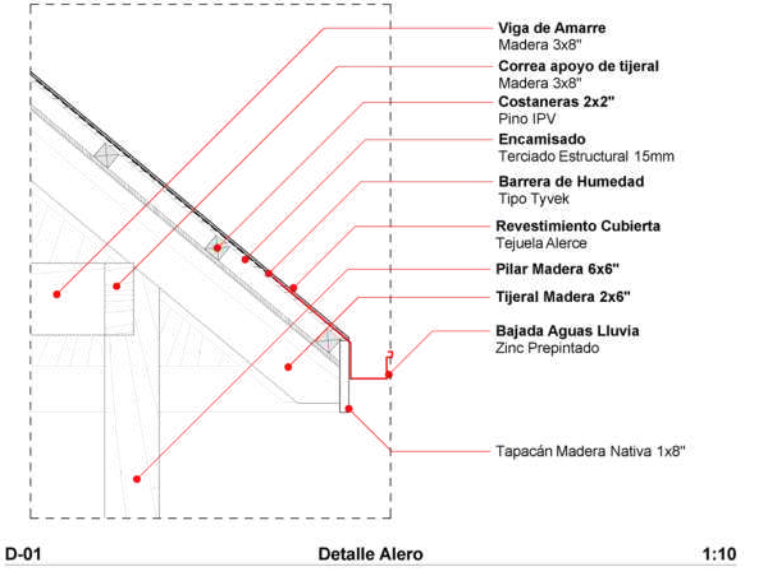 Viga de Amarre
Madera 3x8"
Correa apoyo de tijeral
Madera 3x8"
Costaneras 2x2"
Pino IPV
Encamisado
Terciado Estructural 15mm
Barrera de Humedad
Tipo Tyvek
Revestimiento Cubierta
Tejuela Alerce
Pilar Madera 6x6"
Tijeral Madera 2x6"
Bajada Aguas Lluvia
Zinc Prepintado
Tapacán Madera Nativa 1x8"
D-01 Detalle Alero 1:10